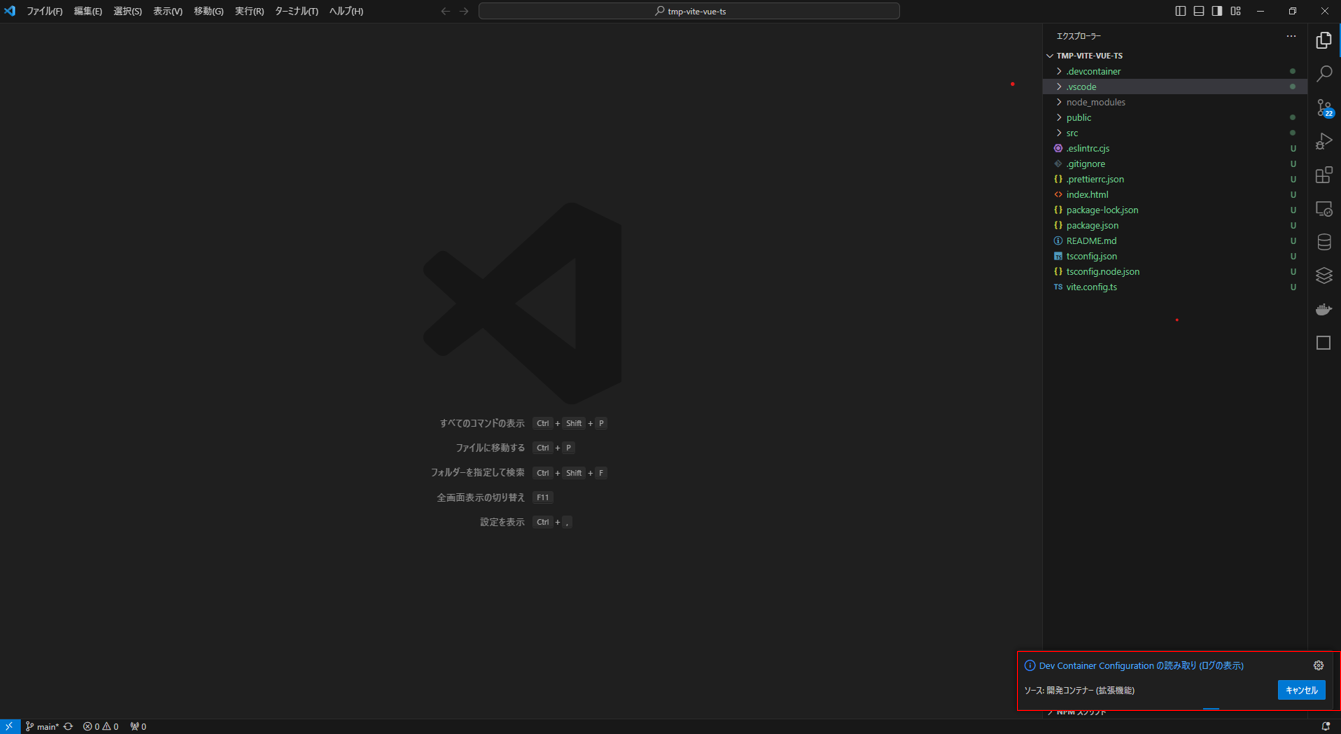 ファイル(F) 編集(E) 選択(S) 表示(V) 移動(G) 実行(R) ターミナル(T) ヘルプ(H) tmp-vite-vue-ts
エクスプローラー
TMP-VITE-VUE-TS
.devcontainer
.vscode
node_modules
public
src
.eslintrc.cjs U
.gitignore U
{} .prettierrc.json U
<> index.html U
{} package-lock.json U
{} package.json U
README.md U
TS tsconfig.json U
{} tsconfig.node.json U
TS vite.config.ts U
22
すべてのコマンドの表示 Ctrl + Shift + P
ファイルに移動する Ctrl + P
フォルダーを指定して検索 Ctrl + Shift + F
全画面表示の切り替え F11
設定を表示 Ctrl + ,
Dev Container Configuration の読み取り (ログの表示)
ソース: 開発コンテナー (拡張機能) キャンセル
NPM スクリプト
main* 0 0 0